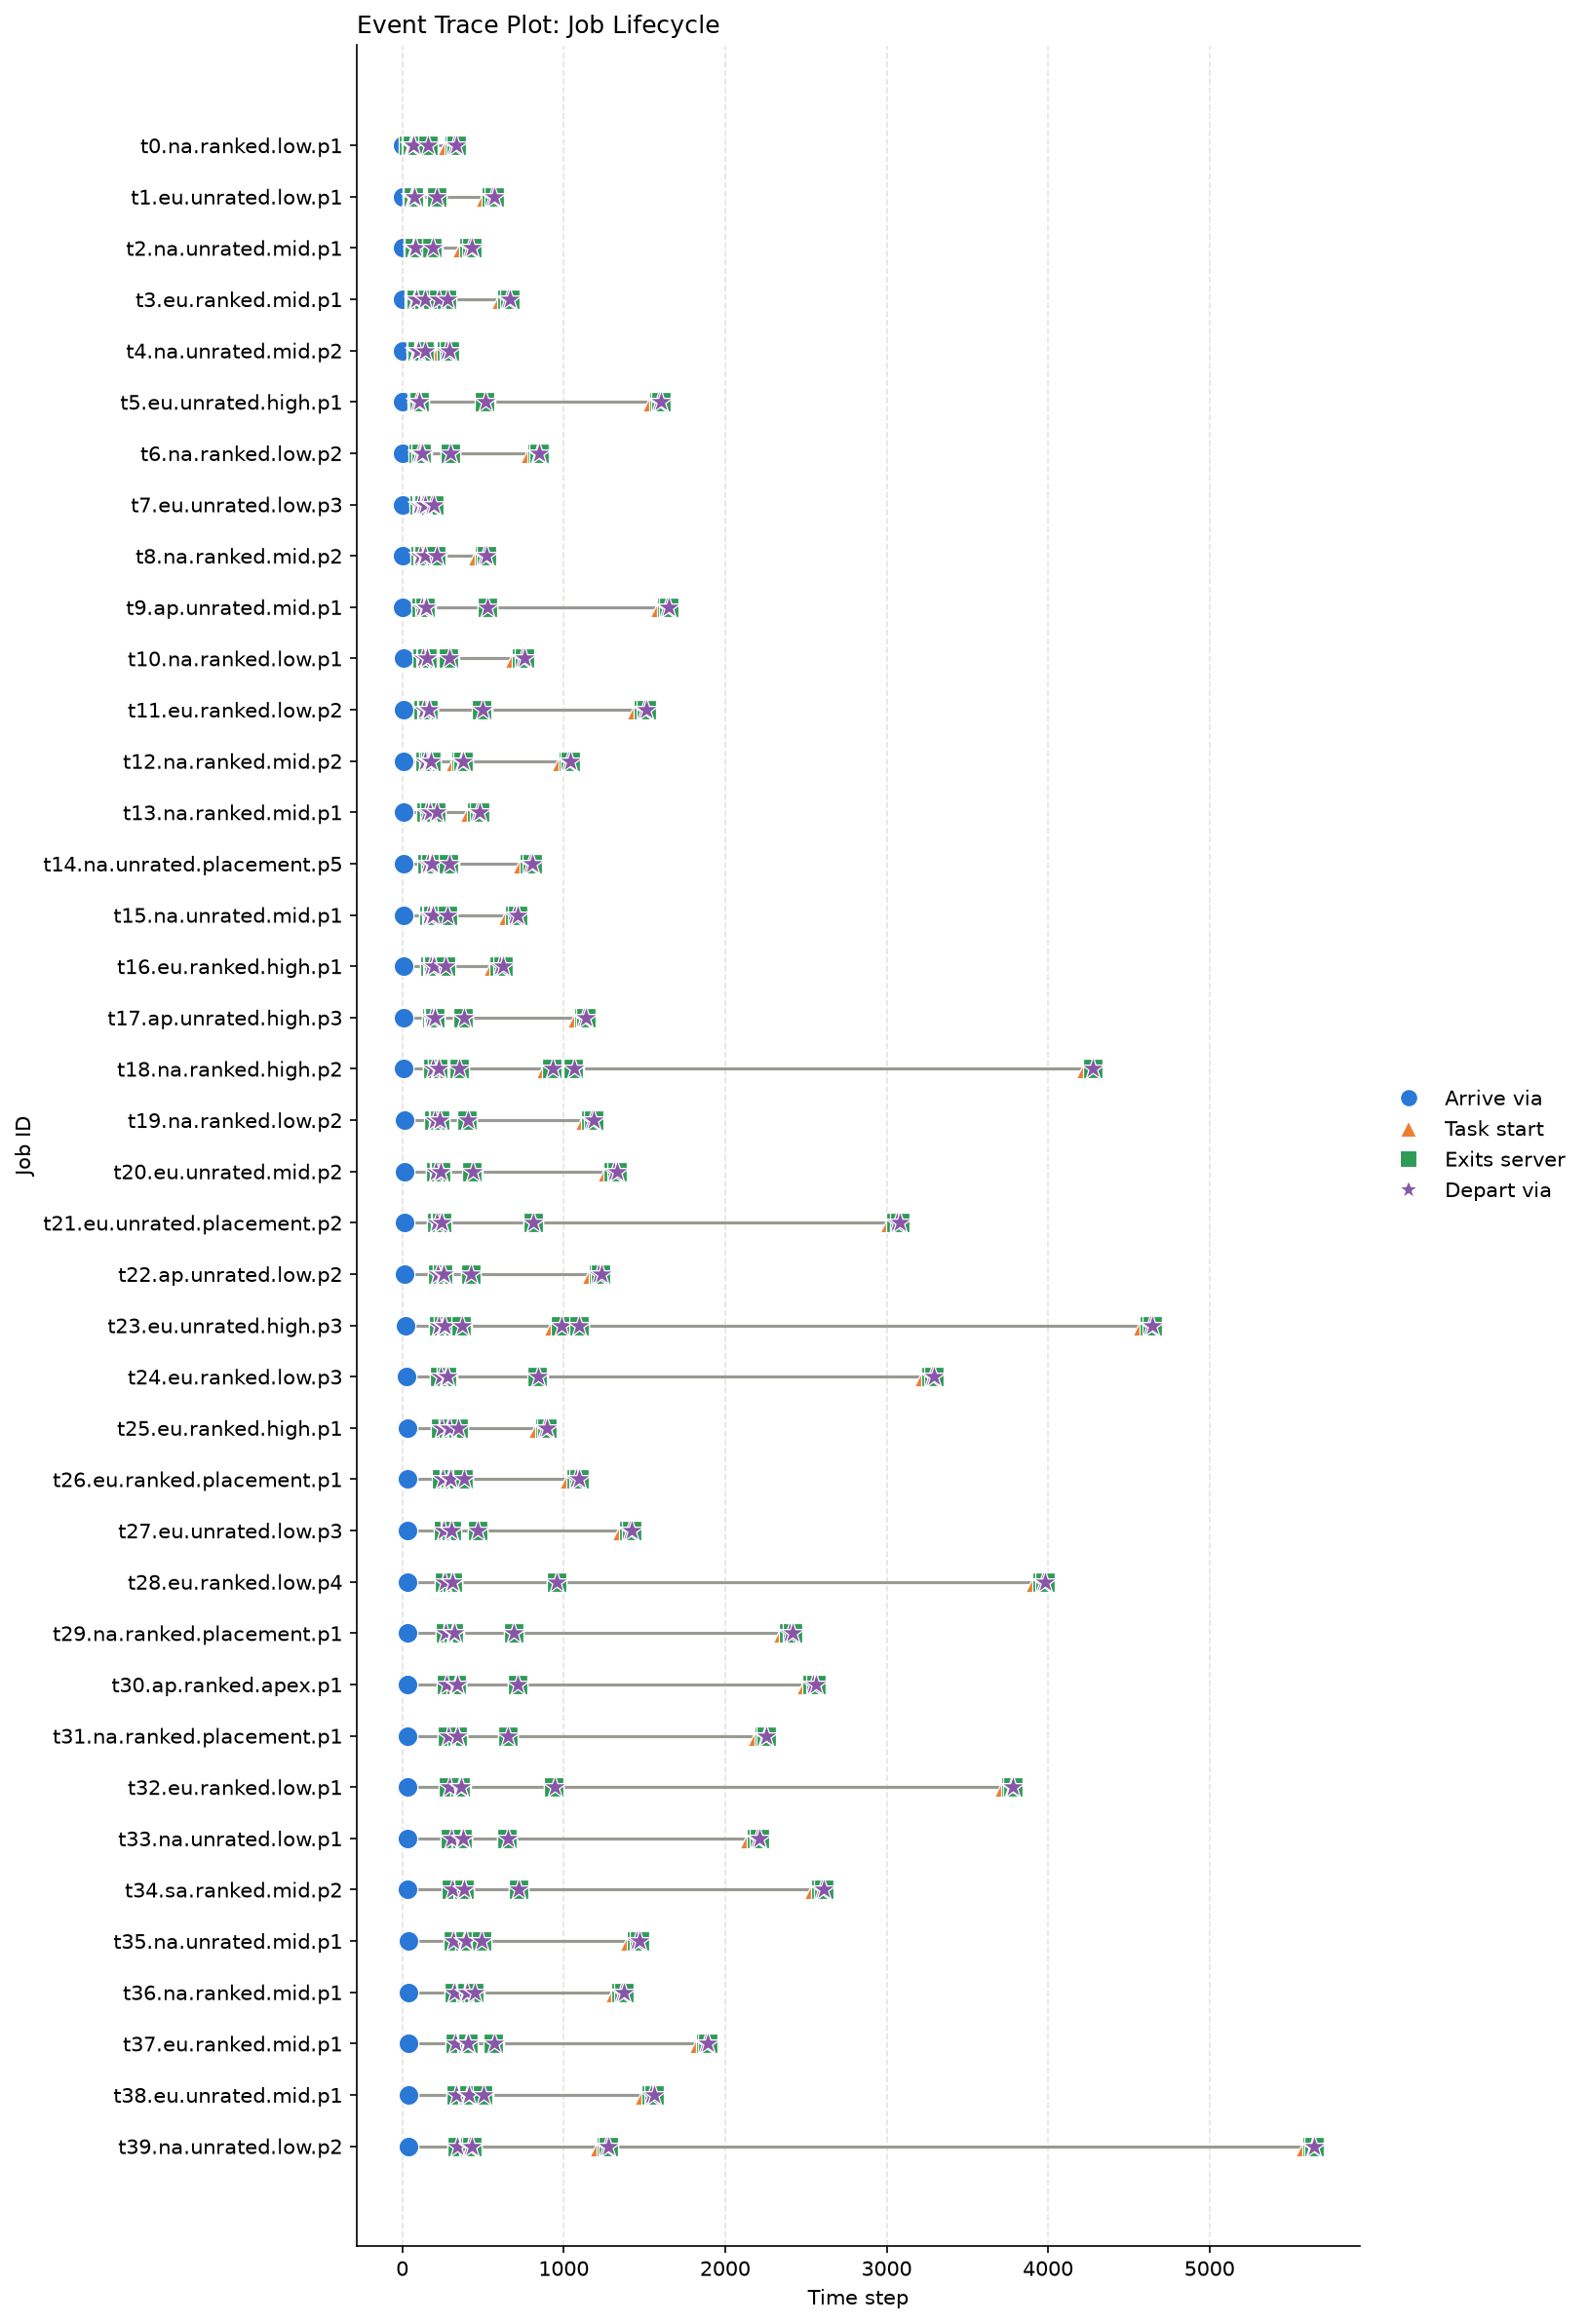 Event Trace Plot: Job Lifecycle
t0.na.ranked.low.p1
t1.eu.unrated.low.p1
t2.na.unrated.mid.p1
t3.eu.ranked.mid.p1
t4.na.unrated.mid.p2
t5.eu.unrated.high.p1
t6.na.ranked.low.p2
t7.eu.unrated.low.p3
t8.na.ranked.mid.p2
t9.ap.unrated.mid.p1
t10.na.ranked.low.p1
t11.eu.ranked.low.p2
t12.na.ranked.mid.p2
t13.na.ranked.mid.p1
t14.na.unrated.placement.p5
t15.na.unrated.mid.p1
t16.eu.ranked.high.p1
t17.ap.unrated.high.p3
t18.na.ranked.high.p2
t19.na.ranked.low.p2
t20.eu.unrated.mid.p2
t21.eu.unrated.placement.p2
t22.ap.unrated.low.p2
t23.eu.unrated.high.p3
t24.eu.ranked.low.p3
t25.eu.ranked.high.p1
t26.eu.ranked.placement.p1
t27.eu.unrated.low.p3
t28.eu.ranked.low.p4
t29.na.ranked.placement.p1
t30.ap.ranked.apex.p1
t31.na.ranked.placement.p1
t32.eu.ranked.low.p1
t33.na.unrated.low.p1
t34.sa.ranked.mid.p2
t35.na.unrated.mid.p1
t36.na.ranked.mid.p1
t37.eu.ranked.mid.p1
t38.eu.unrated.mid.p1
t39.na.unrated.low.p2
Job ID
0 1000 2000 3000 4000 5000
Time step
Arrive via
Task start
Exits server
Depart via